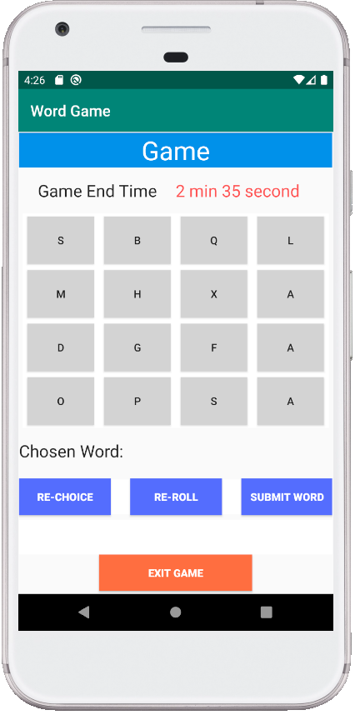 4:26
Word Game
Game
Game End Time 2 min 35 second
S B Q L
M H X A
D G F A
O P S A
Chosen Word:
RE-CHOICE RE-ROLL SUBMIT WORD
EXIT GAME